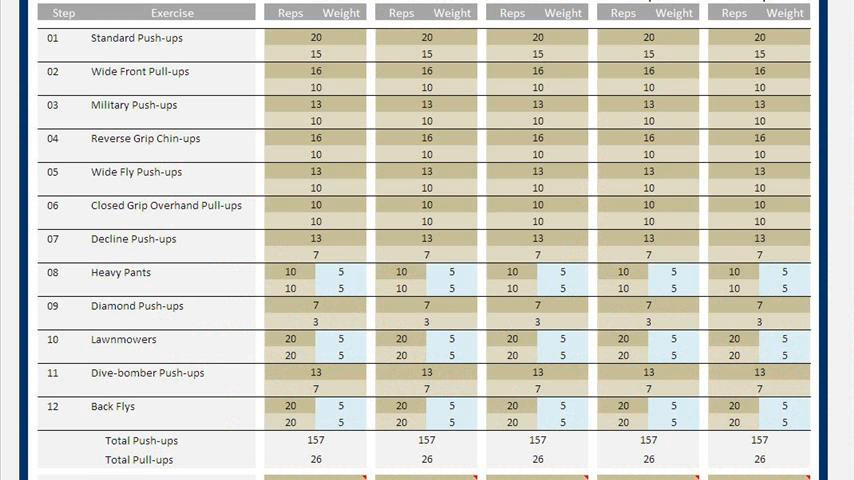 Step Exercise Reps Weight Reps Weight Reps Weight Reps Weight Reps Weight
01 Standard Push-ups 20 20 20 20 20
15 15 15 15 15
02 Wide Front Pull-ups 16 16 16 16 16
10 10 10 10 10
03 Military Push-ups 13 13 13 13 13
10 10 10 10 10
04 Reverse Grip Chin-ups 16 16 16 16 16
10 10 10 10 10
05 Wide Fly Push-ups 13 13 13 13 13
10 10 10 10 10
06 Closed Grip Overhand Pull-ups 10 10 10 10 10
10 10 10 10 10
07 Decline Push-ups 13 13 13 13 13
7 7 7 7 7
08 Heavy Pants 10 5 10 5 10 5 10 5 10 5
10 5 10 5 10 5 10 5 10 5
09 Diamond Push-ups 7 7 7 7 7
3 3 3 3 3
10 Lawnmowers 20 5 20 5 20 5 20 5 20 5
20 5 20 5 20 5 20 5 20 5
11 Dive-bomber Push-ups 13 13 13 13 13
7 7 7 7 7
12 Back Flys 20 5 20 5 20 5 20 5 20 5
20 5 20 5 20 5 20 5 20 5
Total Push-ups 157 157 157 157 157
Total Pull-ups 26 26 26 26 26